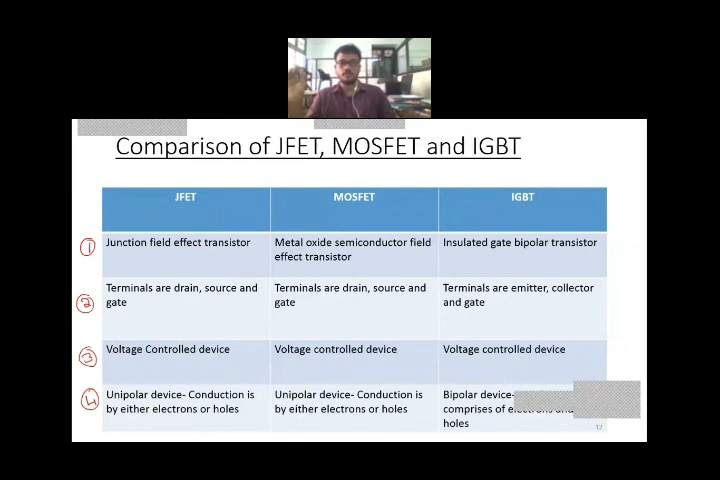 Comparison of JFET, MOSFET and IGBT
JFET MOSFET IGBT
1 Junction field effect transistor
Metal oxide semiconductor field
effect transistor
Insulated gate bipolar transistor
2 Terminals are drain, source and
gate
Terminals are drain, source and
gate
Terminals are emitter, collector
and gate
3 Voltage Controlled device
Voltage controlled device
Voltage controlled device
4 Unipolar device- Conduction is
by either electrons or holes
Unipolar device- Conduction is
by either electrons or holes
Bipolar device-
comprises of electrons and
holes
12